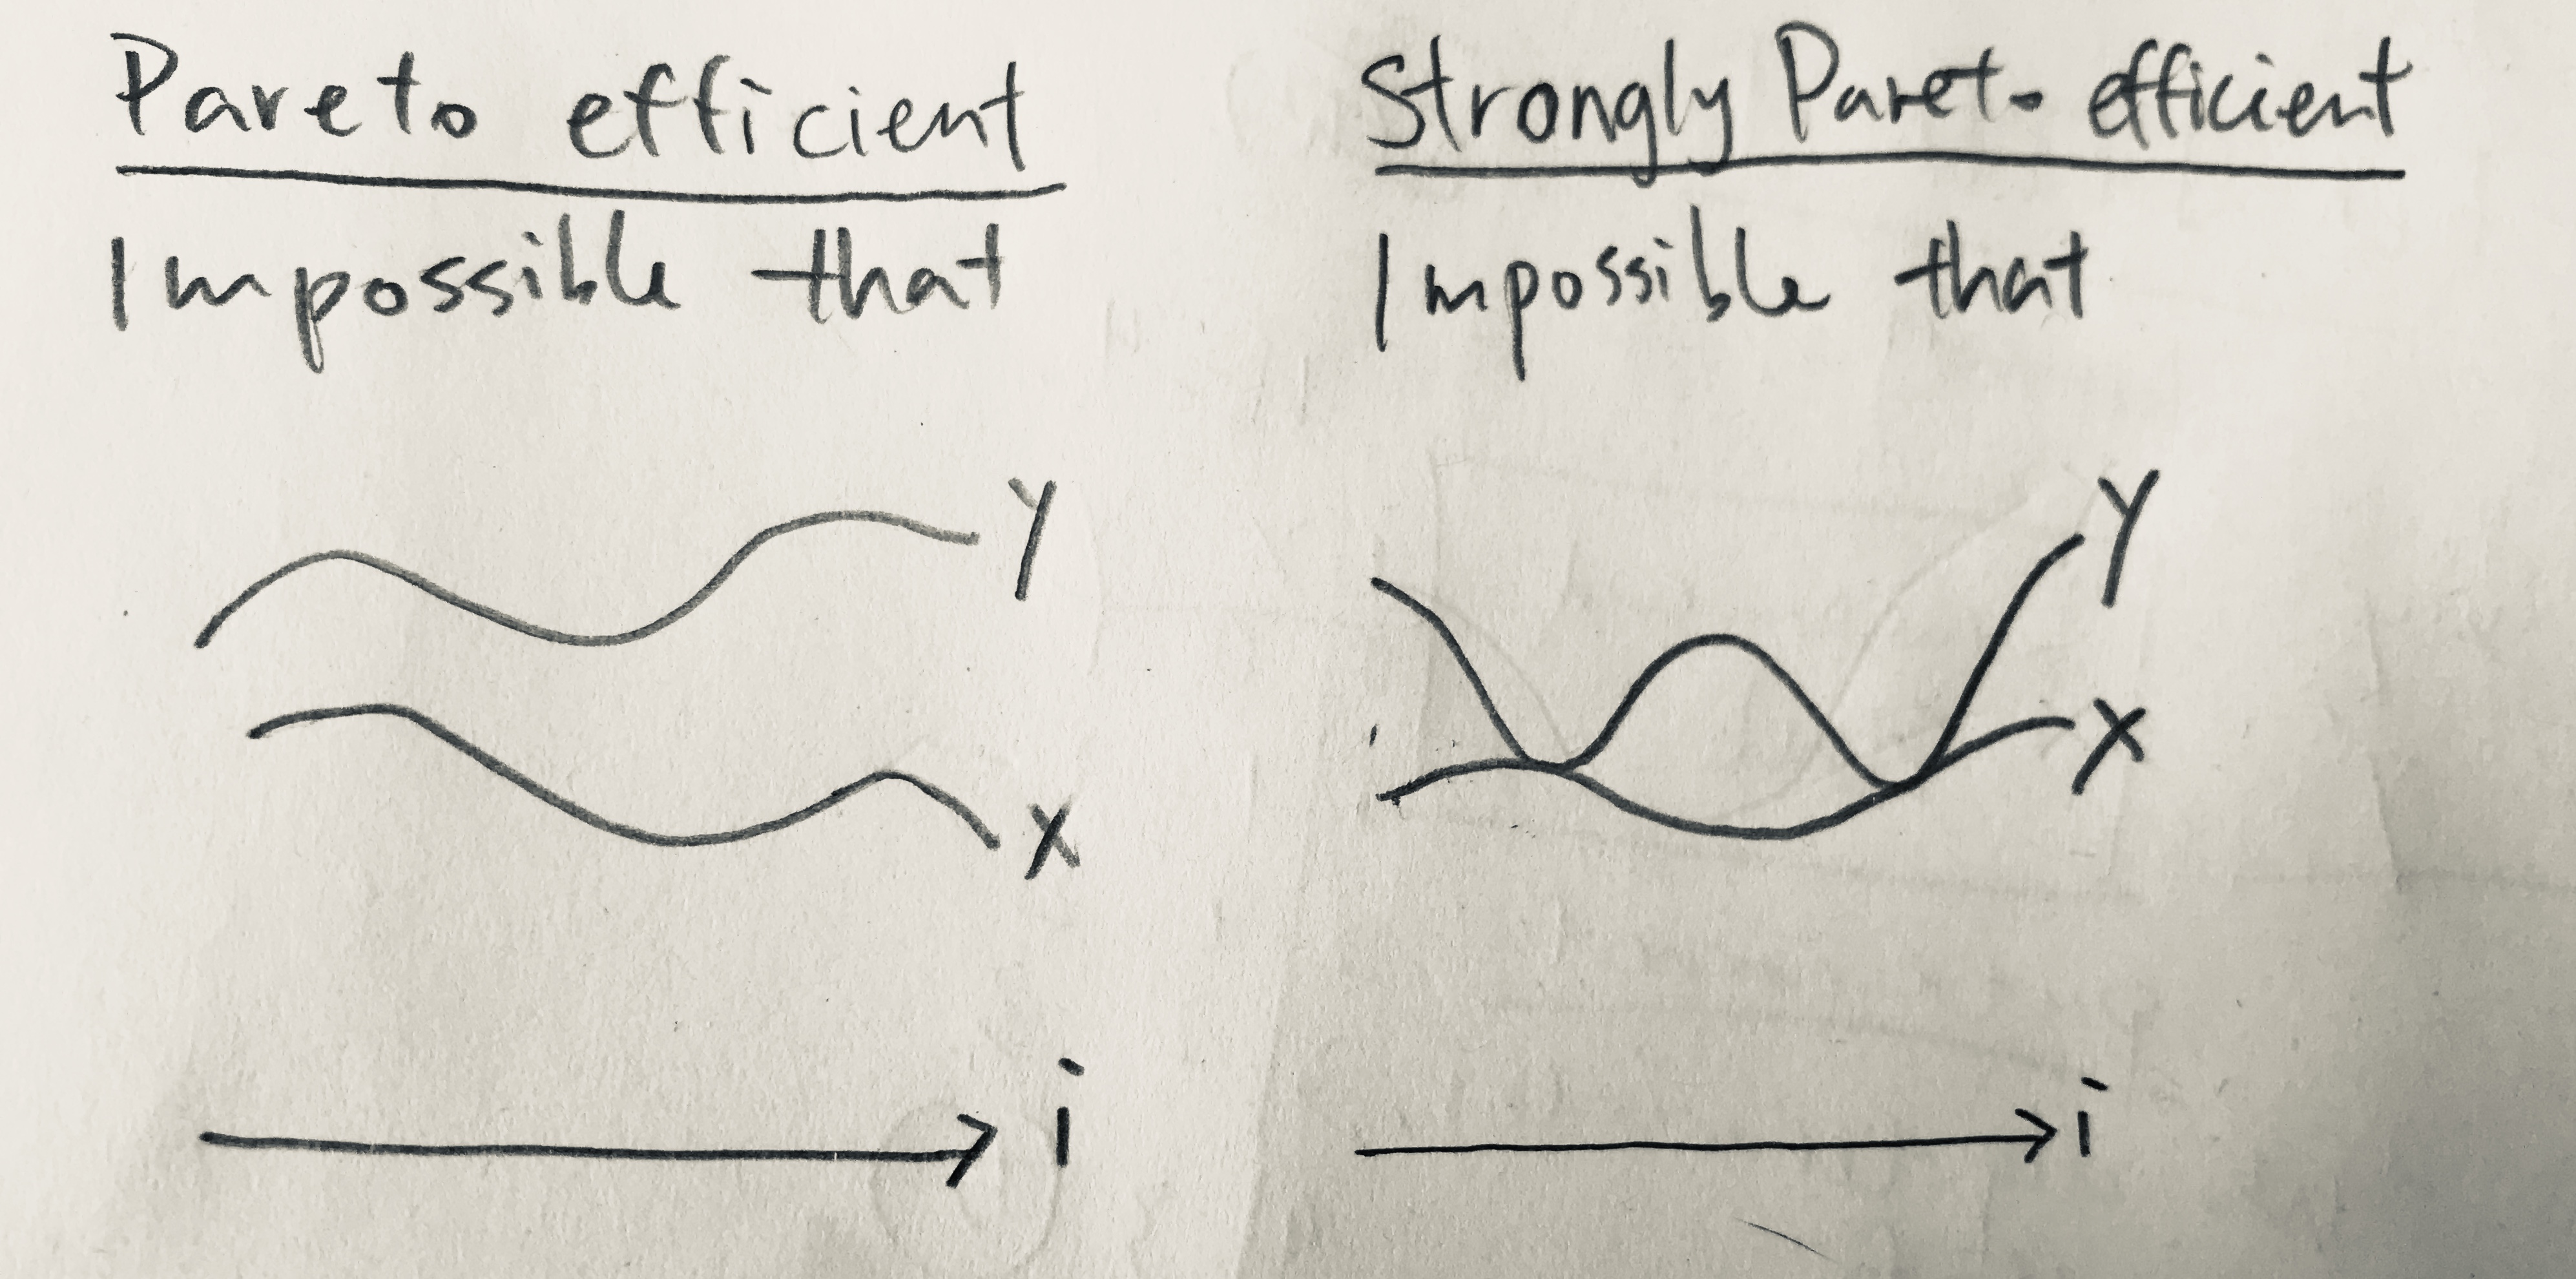 Pareto efficient
Impossible that
Y
X
i
Strongly Pareto efficient
Impossible that
Y
X
i